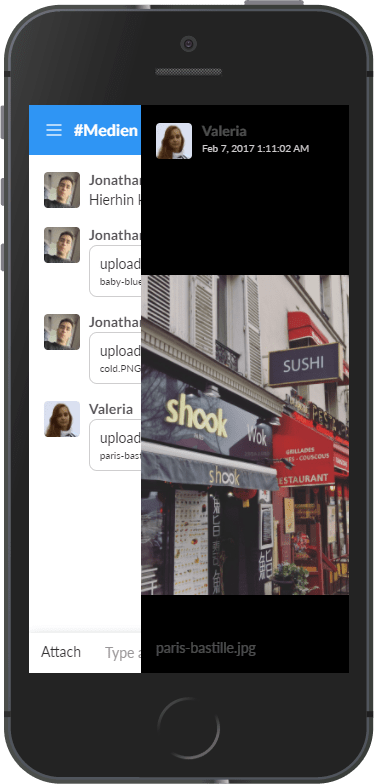 #Medien
Jonathan
Hierhin k
Jonathan
upload
baby-blue
Jonathan
upload
cold.PNG
Valeria
upload
paris-bast
Attach
Type a
Valeria
Feb 7, 2017 1:11:02 AM
SUSHI
shook
Wok
shook
GRILLADES
COUSCOUS
RESTAURANT
paris-bastille.jpg